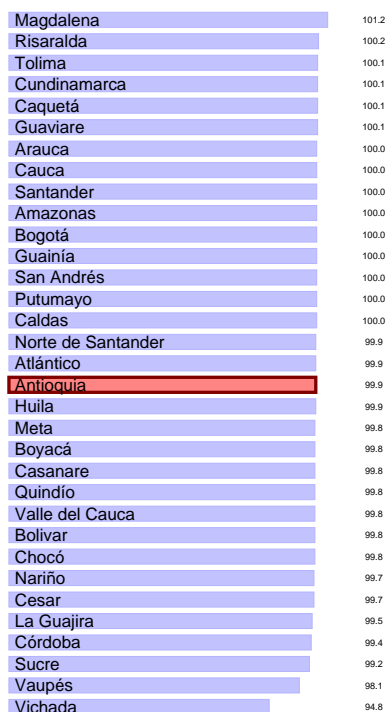 Magdalena 101.2
Risaralda 100.2
Tolima 100.1
Cundinamarca 100.1
Caquetá 100.1
Guaviare 100.1
Arauca 100.0
Cauca 100.0
Santander 100.0
Amazonas 100.0
Bogotá 100.0
Guainía 100.0
San Andrés 100.0
Putumayo 100.0
Caldas 100.0
Norte de Santander 99.9
Atlántico 99.9
Antioquia 99.9
Huila 99.9
Meta 99.8
Boyacá 99.8
Casanare 99.8
Quindío 99.8
Valle del Cauca 99.8
Bolivar 99.8
Chocó 99.8
Nariño 99.7
Cesar 99.7
La Guajira 99.5
Córdoba 99.4
Sucre 99.2
Vaupés 98.1
Vichada 94.8